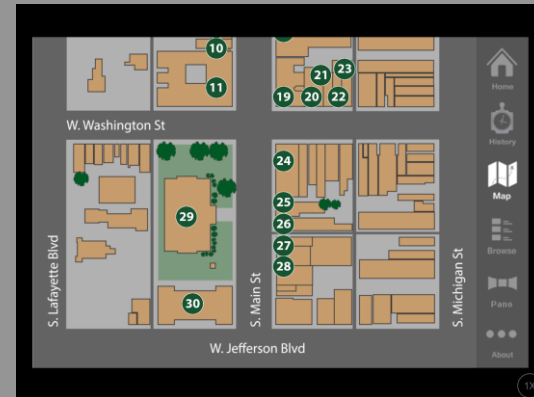 10
23
21
11
19
20
22
W. Washington St
24
25
29
26
27
28
30
S. Lafayette Blvd
S. Main St
S. Michigan St
W. Jefferson Blvd
Home
History
Map
Browse
Pano
About
1X